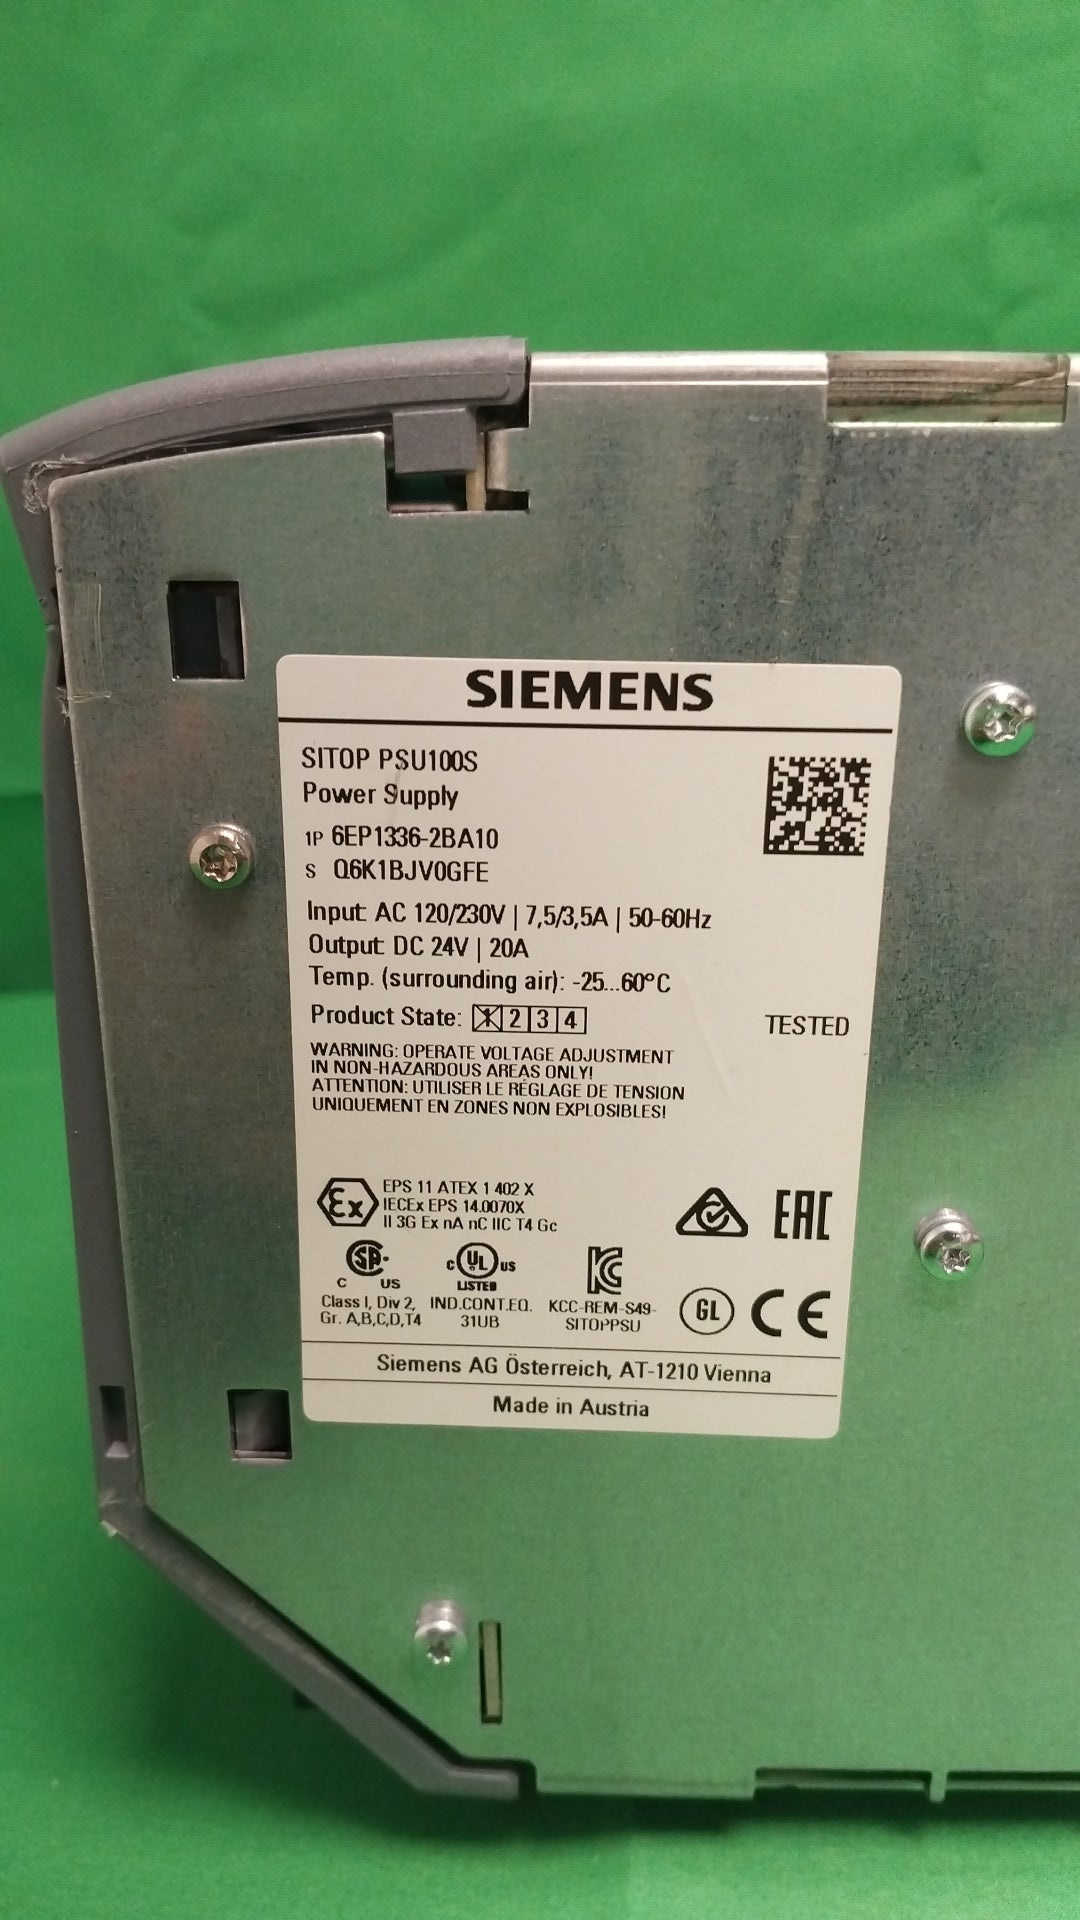 SIEMENS
SITOP PSU100S
Power Supply
1P 6EP1336-2BA10
S Q6K1BJV0GFE
Input: AC 120/230V | 7,5/3,5A | 50-60Hz
Output: DC 24V | 20A
Temp. (surrounding air): -25...60°C
Product State: 1 2 3 4
TESTED
WARNING: OPERATE VOLTAGE ADJUSTMENT
IN NON-HAZARDOUS AREAS ONLY!
ATTENTION: UTILISER LE RÉGLAGE DE TENSION
UNIQUEMENT EN ZONES NON EXPLOSIBLES!
Ex
EPS 11 ATEX 1 402 X
IECEx EPS 14.0070X
II 3G Ex nA nC IIC T4 Gc
EAC
C SA US
Class I, Div 2,
Gr. A,B,C,D,T4
C UL US
LISTED
IND.CONT.EQ.
31UB
KC
KCC-REM-S49-
SITOPPSU
GL
CE
Siemens AG Österreich, AT-1210 Vienna
Made in Austria